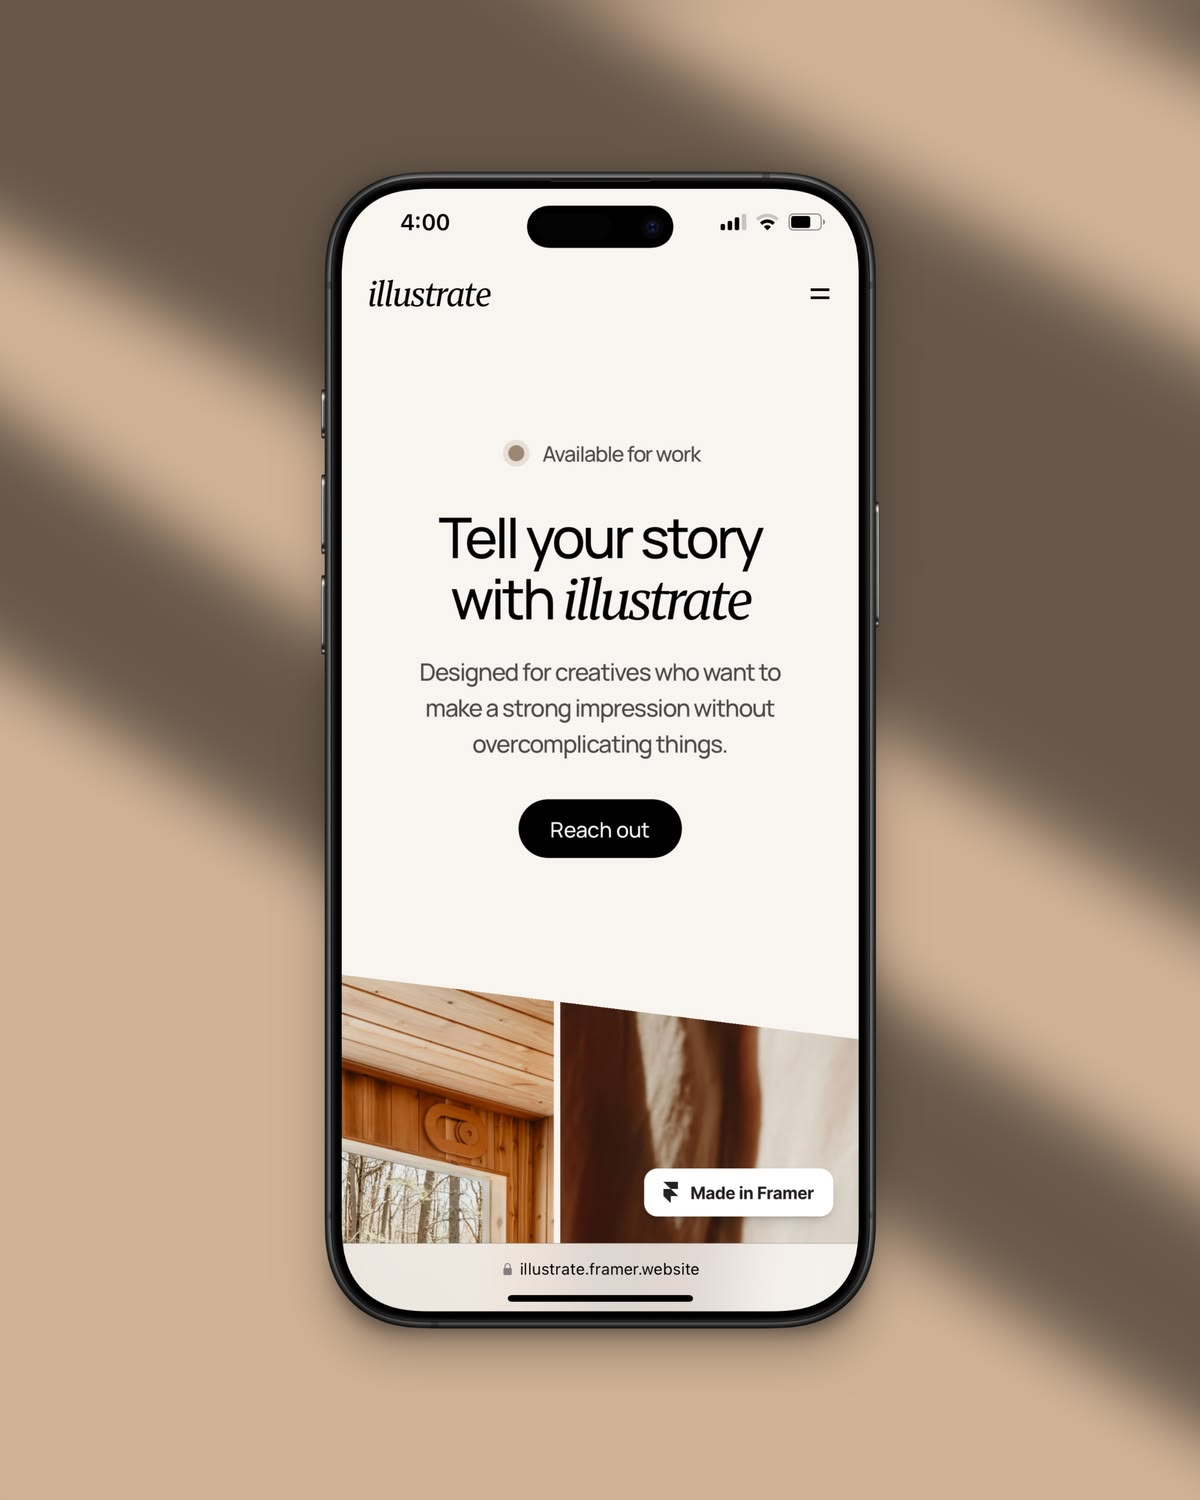 4:00
illustrate
Available for work
Tell your story
with illustrate
Designed for creatives who want to
make a strong impression without
overcomplicating things.
Reach out
Made in Framer
illustrate.framer.website